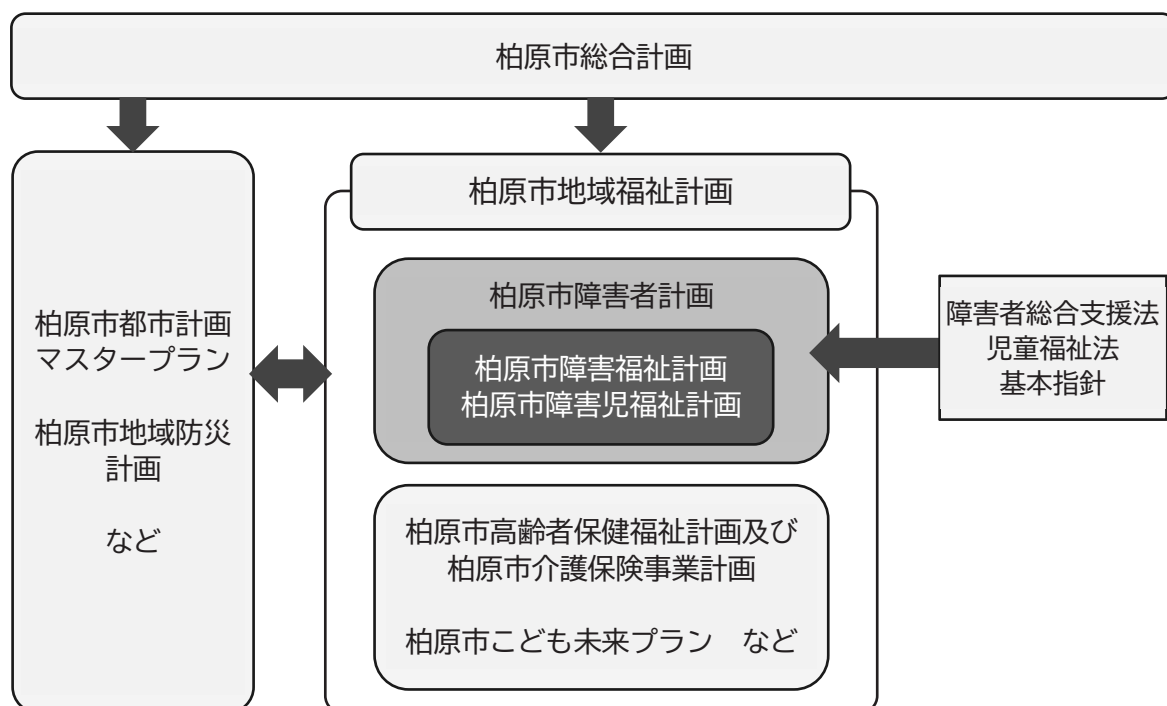 柏原市総合計画
柏原市都市計画
マスタープラン
柏原市地域防災
計画
など
柏原市地域福祉計画
柏原市障害者計画
柏原市障害福祉計画
柏原市障害児福祉計画
柏原市高齢者保健福祉計画及び
柏原市介護保険事業計画
柏原市こども未来プラン　など
障害者総合支援法
児童福祉法
基本指針